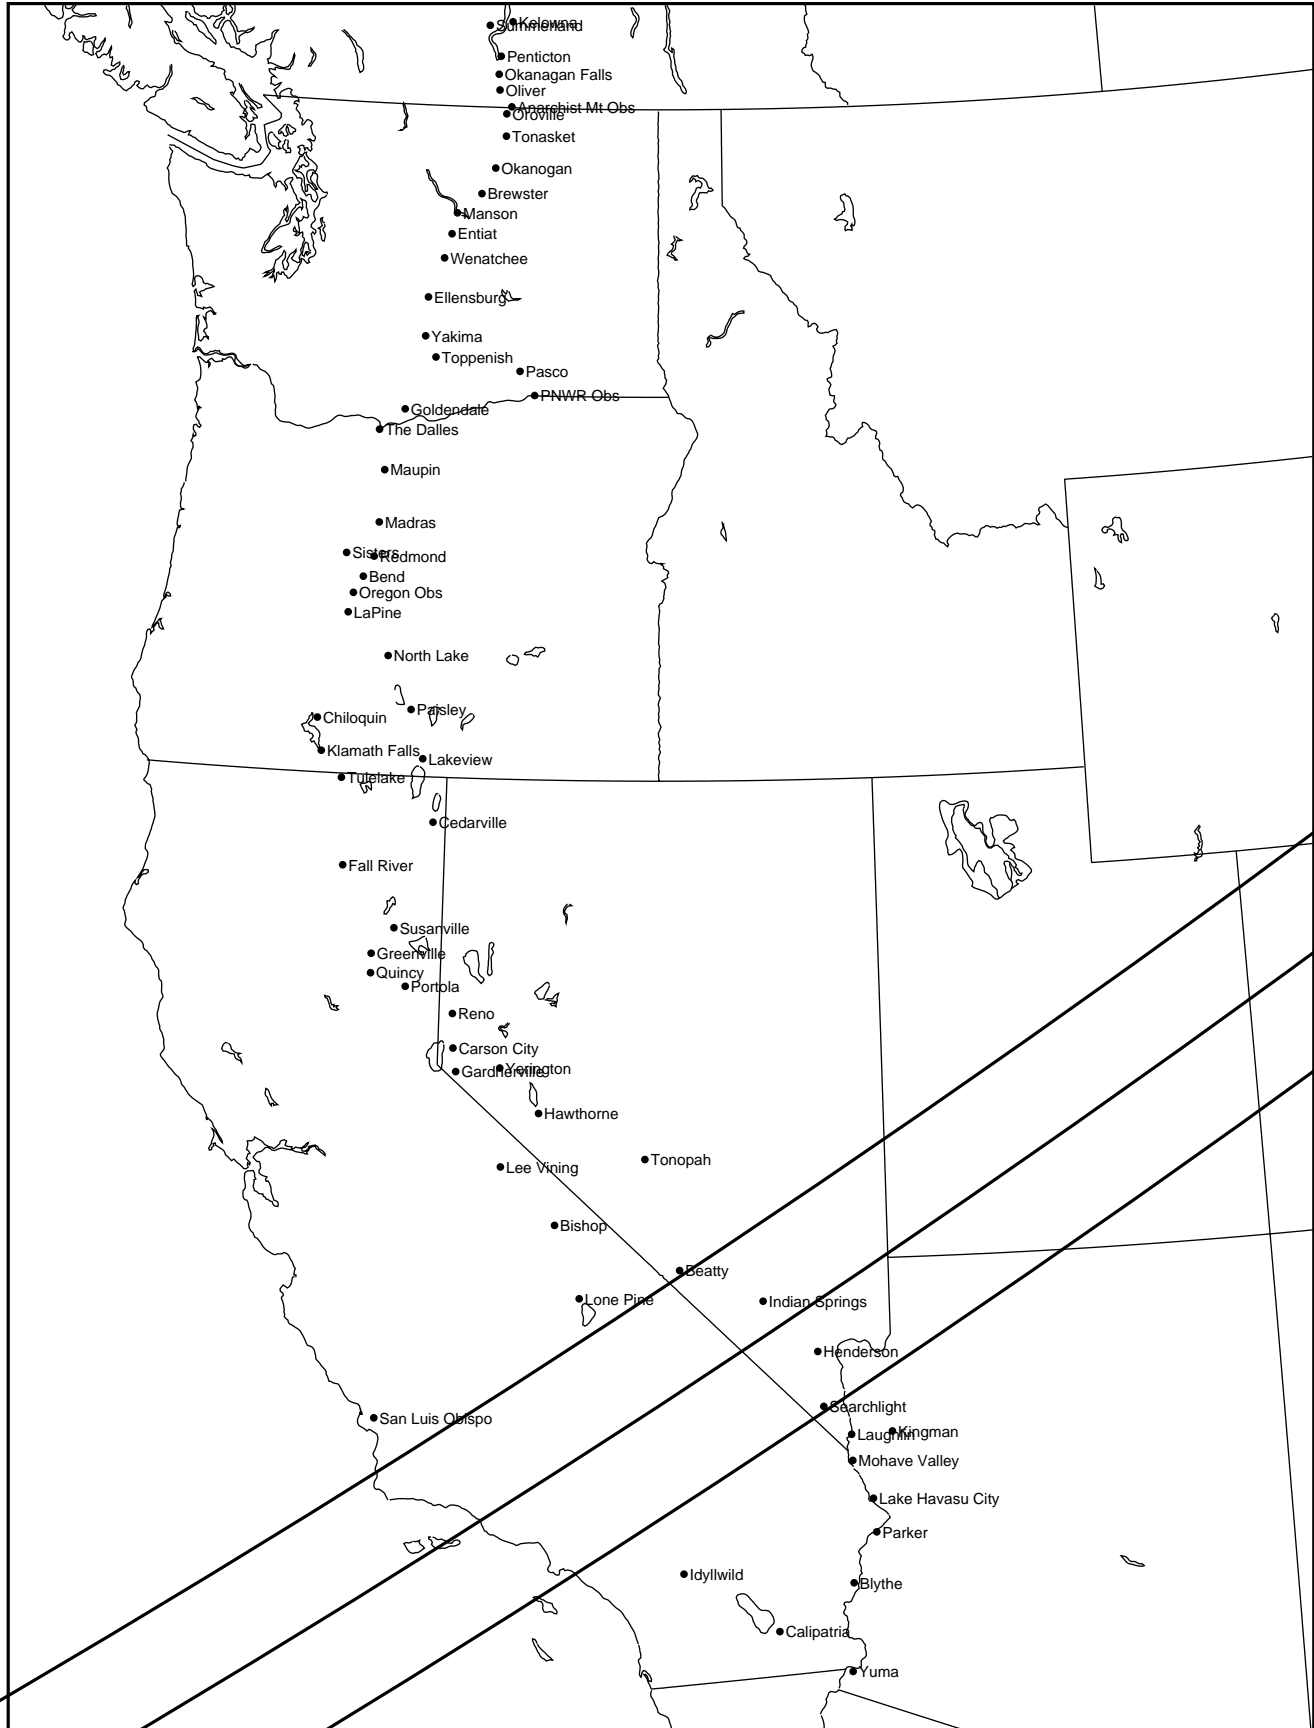 Kelowna
Summerland
Penticton
Okanagan Falls
Oliver
Anarchist Mt Obs
Oroville
Tonasket
Okanogan
Brewster
Manson
Entiat
Wenatchee
Ellensburg
Yakima
Toppenish
Pasco
PNWR Obs
Goldendale
The Dalles
Maupin
Madras
Sisters
Redmond
Bend
Oregon Obs
LaPine
North Lake
Paisley
Chiloquin
Klamath Falls
Lakeview
Tulelake
Cedarville
Fall River
Susanville
Greenville
Quincy
Portola
Reno
Carson City
Yerington
Gardnerville
Hawthorne
Tonopah
Lee Vining
Bishop
Beatty
Lone Pine
Indian Springs
Henderson
Searchlight
San Luis Obispo
Kingman
Laughlin
Mohave Valley
Lake Havasu City
Parker
Idyllwild
Blythe
Calipatria
Yuma